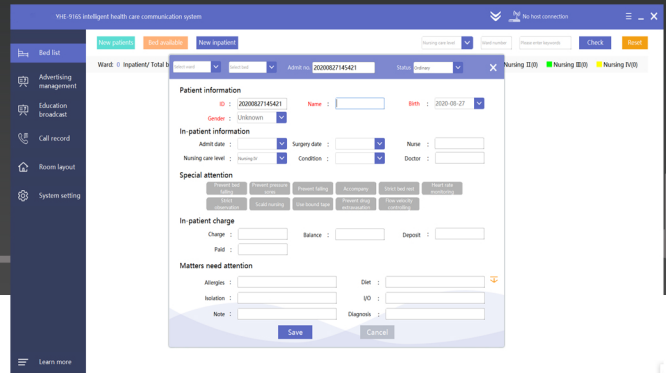 YHE-916S intelligent health care communication system
No host connection
Bed list
Advertising management
Education broadcast
Call record
Room layout
System setting
Learn more
New patients Bed available New inpatient
Nursing care level Ward number Please enter keywords. Check Reset
Ward: 0 Inpatient/Total b
Nursing II(0) Nursing III(0) Nursing IV(0)
Select ward Select bed Admit no 20200827145421 Status Ordinary
Patient information
ID : 20200827145421 Name : Birth : 2020-08-27
Gender : Unknown
In-patient information
Admit date : Surgery date : Nurse :
Nursing care level : Nursing IV Condition : Doctor :
Special attention
Prevent bed falling Prevent pressure sores Prevent falling Accompany Strict bed rest Heart rate monitoring
Strict observation Scald nursing Use bound tape Prevent drug extravasation Flow velocity controlling
In-patient charge
Charge : Balance : Deposit :
Paid :
Matters need attention
Allergies : Diet :
Isolation : I/O :
Note : Diagnosis :
Save Cancel